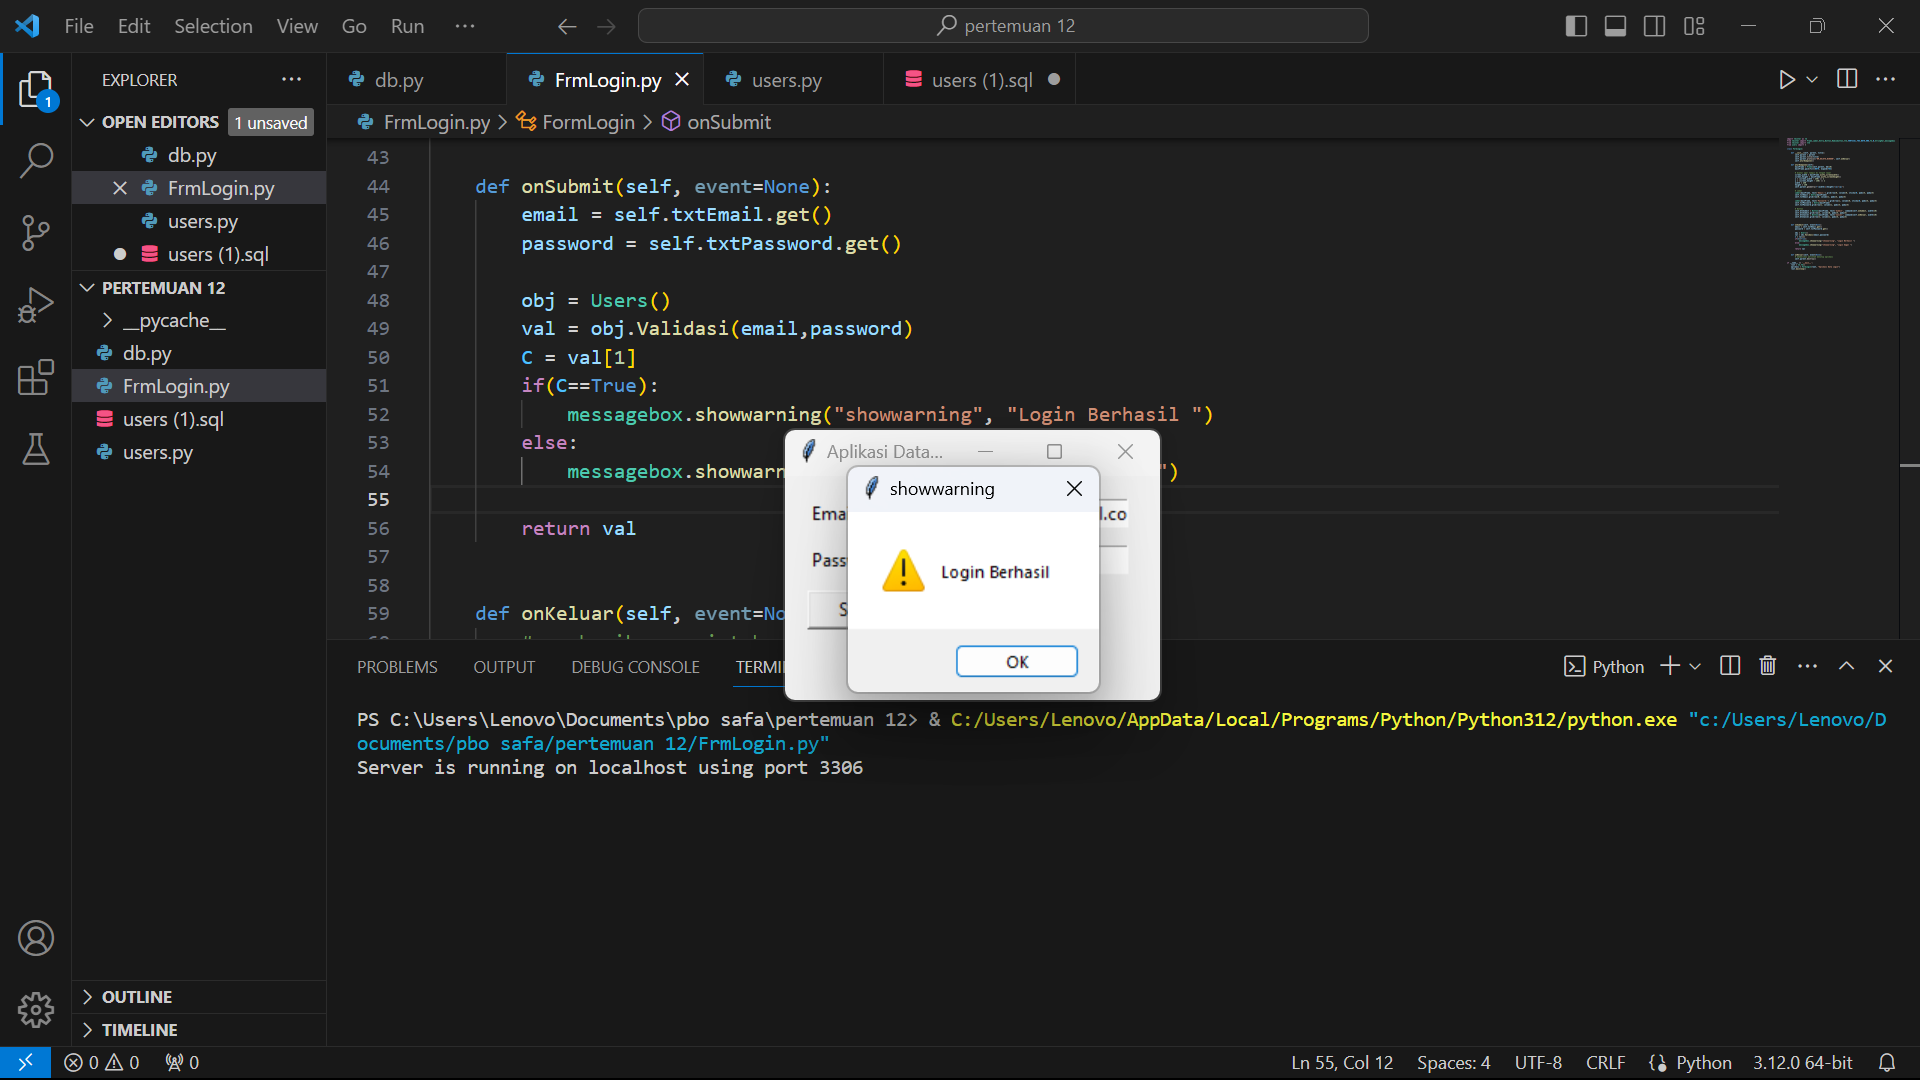 File Edit Selection View Go Run ···
pertemuan 12
EXPLORER
1
OPEN EDITORS 1 unsaved
db.py
FrmLogin.py
users.py
users (1).sql
PERTEMUAN 12
__pycache__
db.py
FrmLogin.py
users (1).sql
users.py
OUTLINE
TIMELINE
db.py FrmLogin.py users.py users (1).sql
FrmLogin.py > FormLogin > onSubmit
43
44 def onSubmit(self, event=None):
45 email = self.txtEmail.get()
46 password = self.txtPassword.get()
47
48 obj = Users()
49 val = obj.Validasi(email,password)
50 C = val[1]
51 if(C==True):
52 messagebox.showwarning("showwarning", "Login Berhasil ")
53 else:
54 messagebox.showwarn ")
55
56 return val
57
58
59 def onKeluar(self, event=No
Aplikasi Data...
Ema l.co
Pass
S
showwarning
Login Berhasil
OK
PROBLEMS OUTPUT DEBUG CONSOLE TERMI
Python
PS C:\Users\Lenovo\Documents\pbo safa\pertemuan 12> & C:/Users/Lenovo/AppData/Local/Programs/Python/Python312/python.exe "c:/Users/Lenovo/D
ocuments/pbo safa/pertemuan 12/FrmLogin.py"
Server is running on localhost using port 3306
0 0 0
Ln 55, Col 12 Spaces: 4 UTF-8 CRLF Python 3.12.0 64-bit